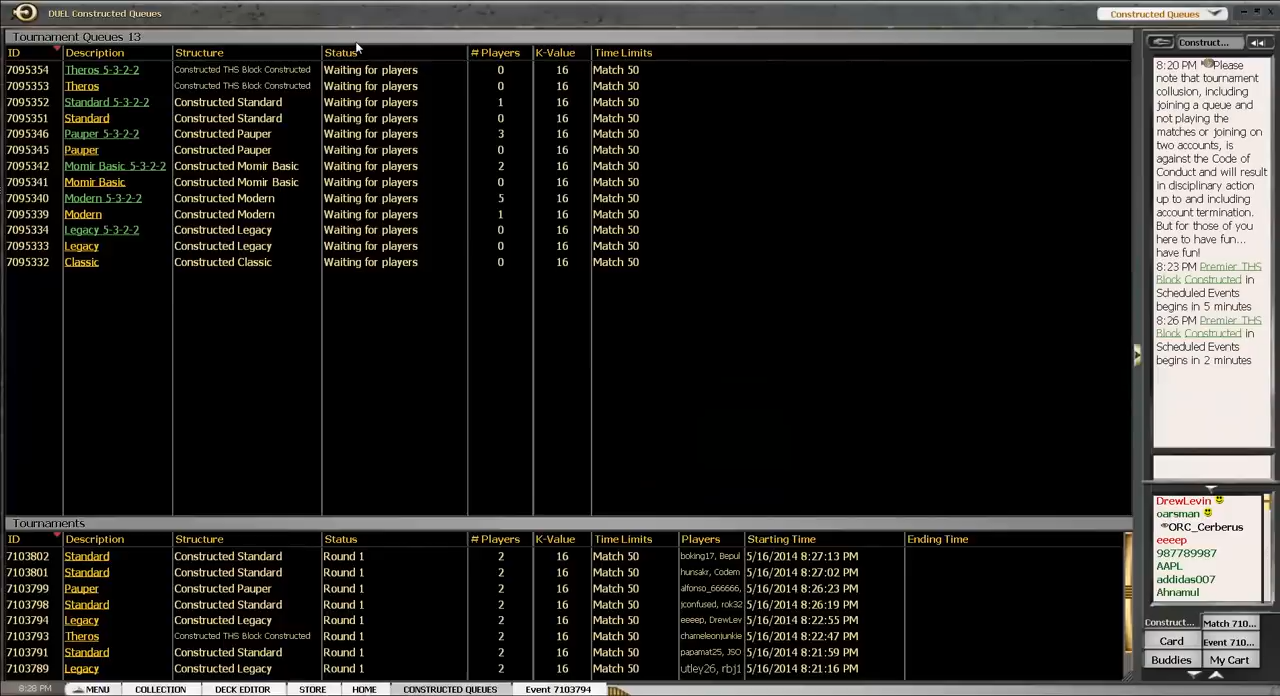 DUEL Constructed Queues
Constructed Queues
Tournament Queues 13
ID Description Structure Status # Players K-Value Time Limits
7095354 Theros 5-3-2-2 Constructed THS Block Constructed Waiting for players 0 16 Match 50
7095353 Theros Constructed THS Block Constructed Waiting for players 0 16 Match 50
7095352 Standard 5-3-2-2 Constructed Standard Waiting for players 1 16 Match 50
7095351 Standard Constructed Standard Waiting for players 0 16 Match 50
7095346 Pauper 5-3-2-2 Constructed Pauper Waiting for players 3 16 Match 50
7095345 Pauper Constructed Pauper Waiting for players 0 16 Match 50
7095342 Momir Basic 5-3-2-2 Constructed Momir Basic Waiting for players 2 16 Match 50
7095341 Momir Basic Constructed Momir Basic Waiting for players 0 16 Match 50
7095340 Modern 5-3-2-2 Constructed Modern Waiting for players 5 16 Match 50
7095339 Modern Constructed Modern Waiting for players 1 16 Match 50
7095334 Legacy 5-3-2-2 Constructed Legacy Waiting for players 0 16 Match 50
7095333 Legacy Constructed Legacy Waiting for players 0 16 Match 50
7095332 Classic Constructed Classic Waiting for players 0 16 Match 50
Tournaments
ID Description Structure Status # Players K-Value Time Limits Players Starting Time Ending Time
7103802 Standard Constructed Standard Round 1 2 16 Match 50 boking17, Bepul 5/16/2014 8:27:13 PM
7103801 Standard Constructed Standard Round 1 2 16 Match 50 hunsakr, Codem 5/16/2014 8:27:02 PM
7103799 Pauper Constructed Pauper Round 1 2 16 Match 50 alfonso_666666, 5/16/2014 8:26:23 PM
7103798 Standard Constructed Standard Round 1 2 16 Match 50 jconfused, rok32 5/16/2014 8:26:19 PM
7103794 Legacy Constructed Legacy Round 1 2 16 Match 50 eeeep, DrewLev 5/16/2014 8:22:55 PM
7103793 Theros Constructed THS Block Constructed Round 1 2 16 Match 50 chameleonjunkie 5/16/2014 8:22:47 PM
7103791 Standard Constructed Standard Round 1 2 16 Match 50 papamat25, JSO 5/16/2014 8:21:59 PM
7103789 Legacy Constructed Legacy Round 1 2 16 Match 50 utley26, rbj1 5/16/2014 8:21:16 PM
Construct...
8:20 PM Please
note that tournament
collusion, including
joining a queue and
not playing the
matches or joining on
two accounts, is
against the Code of
Conduct and will result
in disciplinary action
up to and including
account termination.
But for those of you
here to have fun...
have fun!
8:23 PM Premier THS
Block Constructed in
Scheduled Events
begins in 5 minutes
8:26 PM Premier THS
Block Constructed in
Scheduled Events
begins in 2 minutes
DrewLevin
oarsman
*ORC_Cerberus
eeeep
987789987
AAPL
addidas007
Ahnamul
Construct... Match 710...
Card Event 710...
Buddies My Cart
8:28 PM MENU COLLECTION DECK EDITOR STORE HOME CONSTRUCTED QUEUES Event 7103794